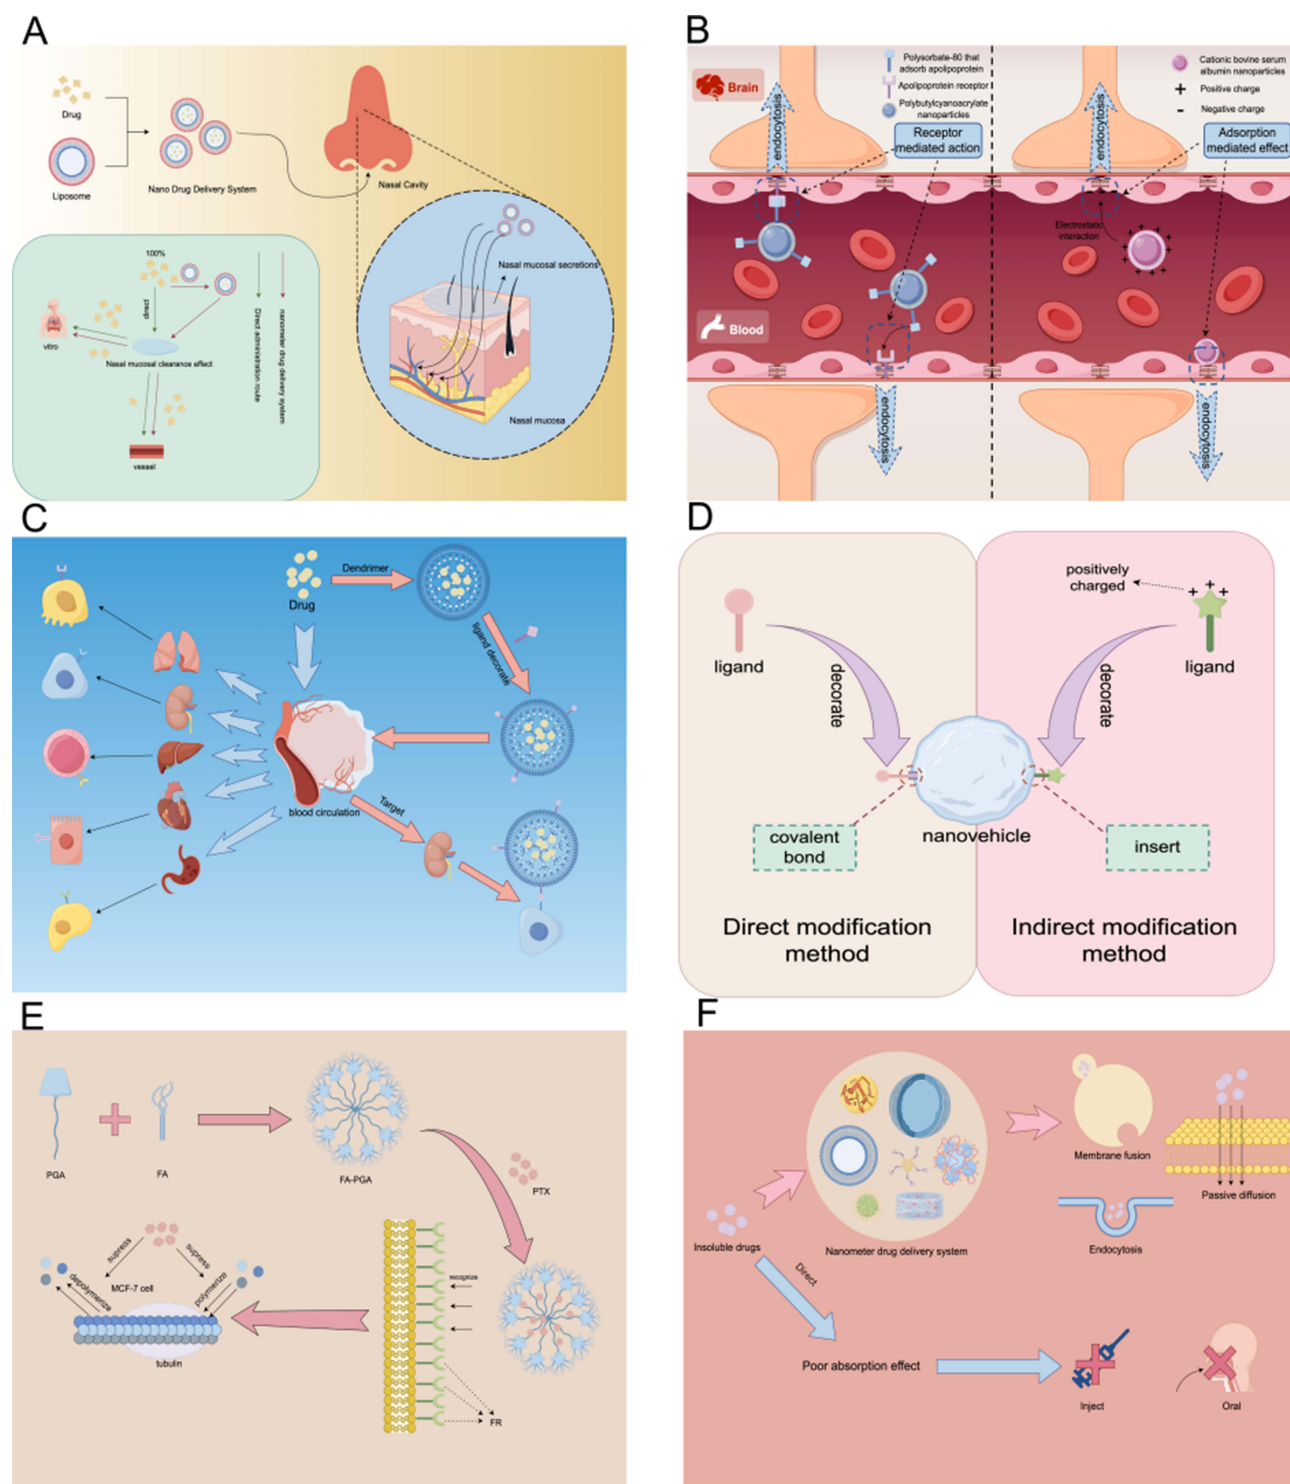 A
Drug
Liposome
Nano Drug Delivery System
Nasal Cavity
Nasal mucosal secretions
Nasal mucosa
100%
direct
vitro
Nasal mucosal clearance effect
vessel
Direct administration route
nanometer drug delivery system
B
Brain
endocytosis
Polysorbate-80 that
adsorb apolipoprotein
Apolipoprotein receptor
Polybutylcyanoacrylate
nanoparticles
Receptor
mediated action
endocytosis
Cationic bovine serum
albumin nanoparticles
+ Positive charge
- Negative charge
Adsorption
mediated effect
Electrostatic
interaction
Blood
endocytosis
endocytosis
C
Drug
Dendrimer
ligand decorate
blood circulation
Target
D
ligand
decorate
positively
charged
+ + +
ligand
decorate
covalent
bond
nanovehicle
insert
Direct modification
method
Indirect modification
method
E
PGA
FA
FA-PGA
PTX
supress
supress
MCF-7 cell
depolymerize
polymerize
tubulin
recognize
FR
F
Insoluble drugs
Nanometer drug delivery system
Membrane fusion
Passive diffusion
Endocytosis
Direct
Poor absorption effect
Inject
Oral